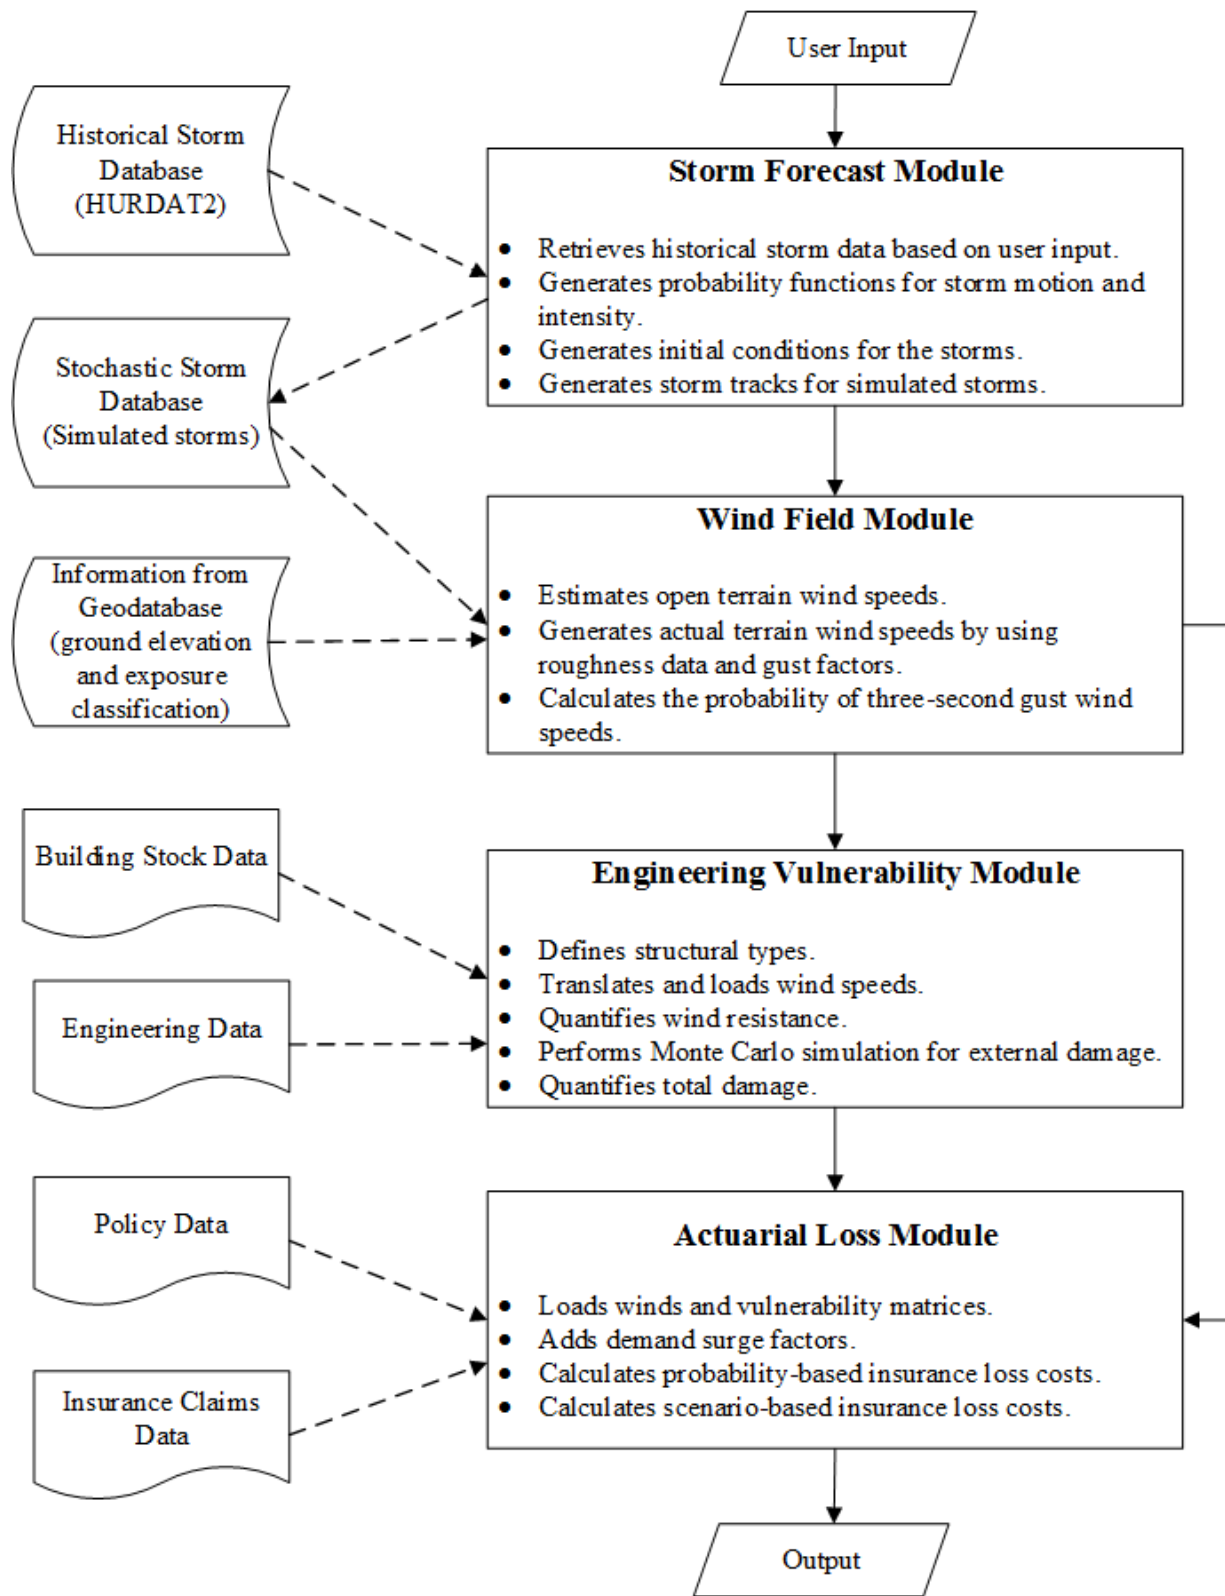 User Input
Historical Storm
Database
(HURDAT2)
Storm Forecast Module
• Retrieves historical storm data based on user input.
• Generates probability functions for storm motion and
intensity.
• Generates initial conditions for the storms.
• Generates storm tracks for simulated storms.
Stochastic Storm
Database
(Simulated storms)
Wind Field Module
• Estimates open terrain wind speeds.
• Generates actual terrain wind speeds by using
roughness data and gust factors.
• Calculates the probability of three-second gust wind
speeds.
Information from
Geodatabase
(ground elevation
and exposure
classification)
Building Stock Data
Engineering Vulnerability Module
• Defines structural types.
• Translates and loads wind speeds.
• Quantifies wind resistance.
• Performs Monte Carlo simulation for external damage.
• Quantifies total damage.
Engineering Data
Policy Data
Actuarial Loss Module
• Loads winds and vulnerability matrices.
• Adds demand surge factors.
• Calculates probability-based insurance loss costs.
• Calculates scenario-based insurance loss costs.
Insurance Claims
Data
Output